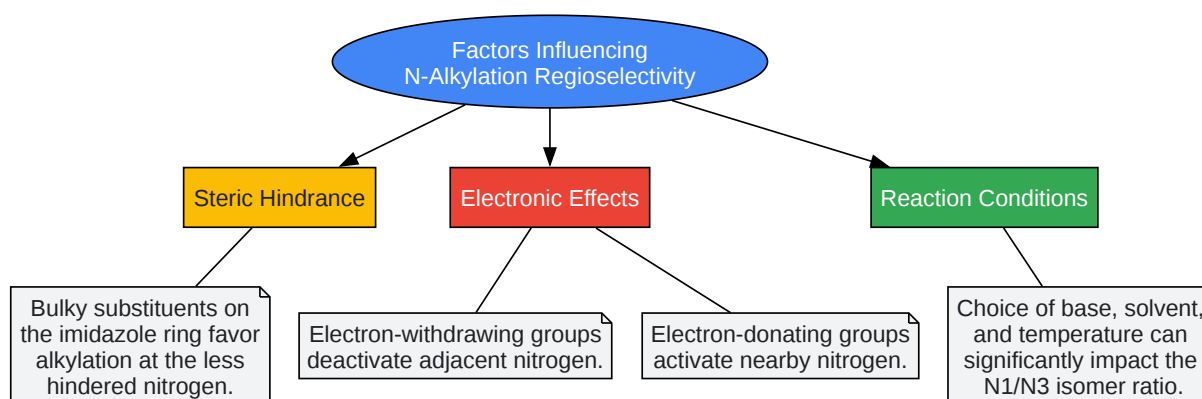 Factors Influencing
N-Alkylation Regioselectivity
Steric Hindrance
Electronic Effects
Reaction Conditions
Bulky substituents on
the imidazole ring favor
alkylation at the less
hindered nitrogen.
Electron-withdrawing groups
deactivate adjacent nitrogen.
Electron-donating groups
activate nearby nitrogen.
Choice of base, solvent,
and temperature can
significantly impact the
N1/N3 isomer ratio.